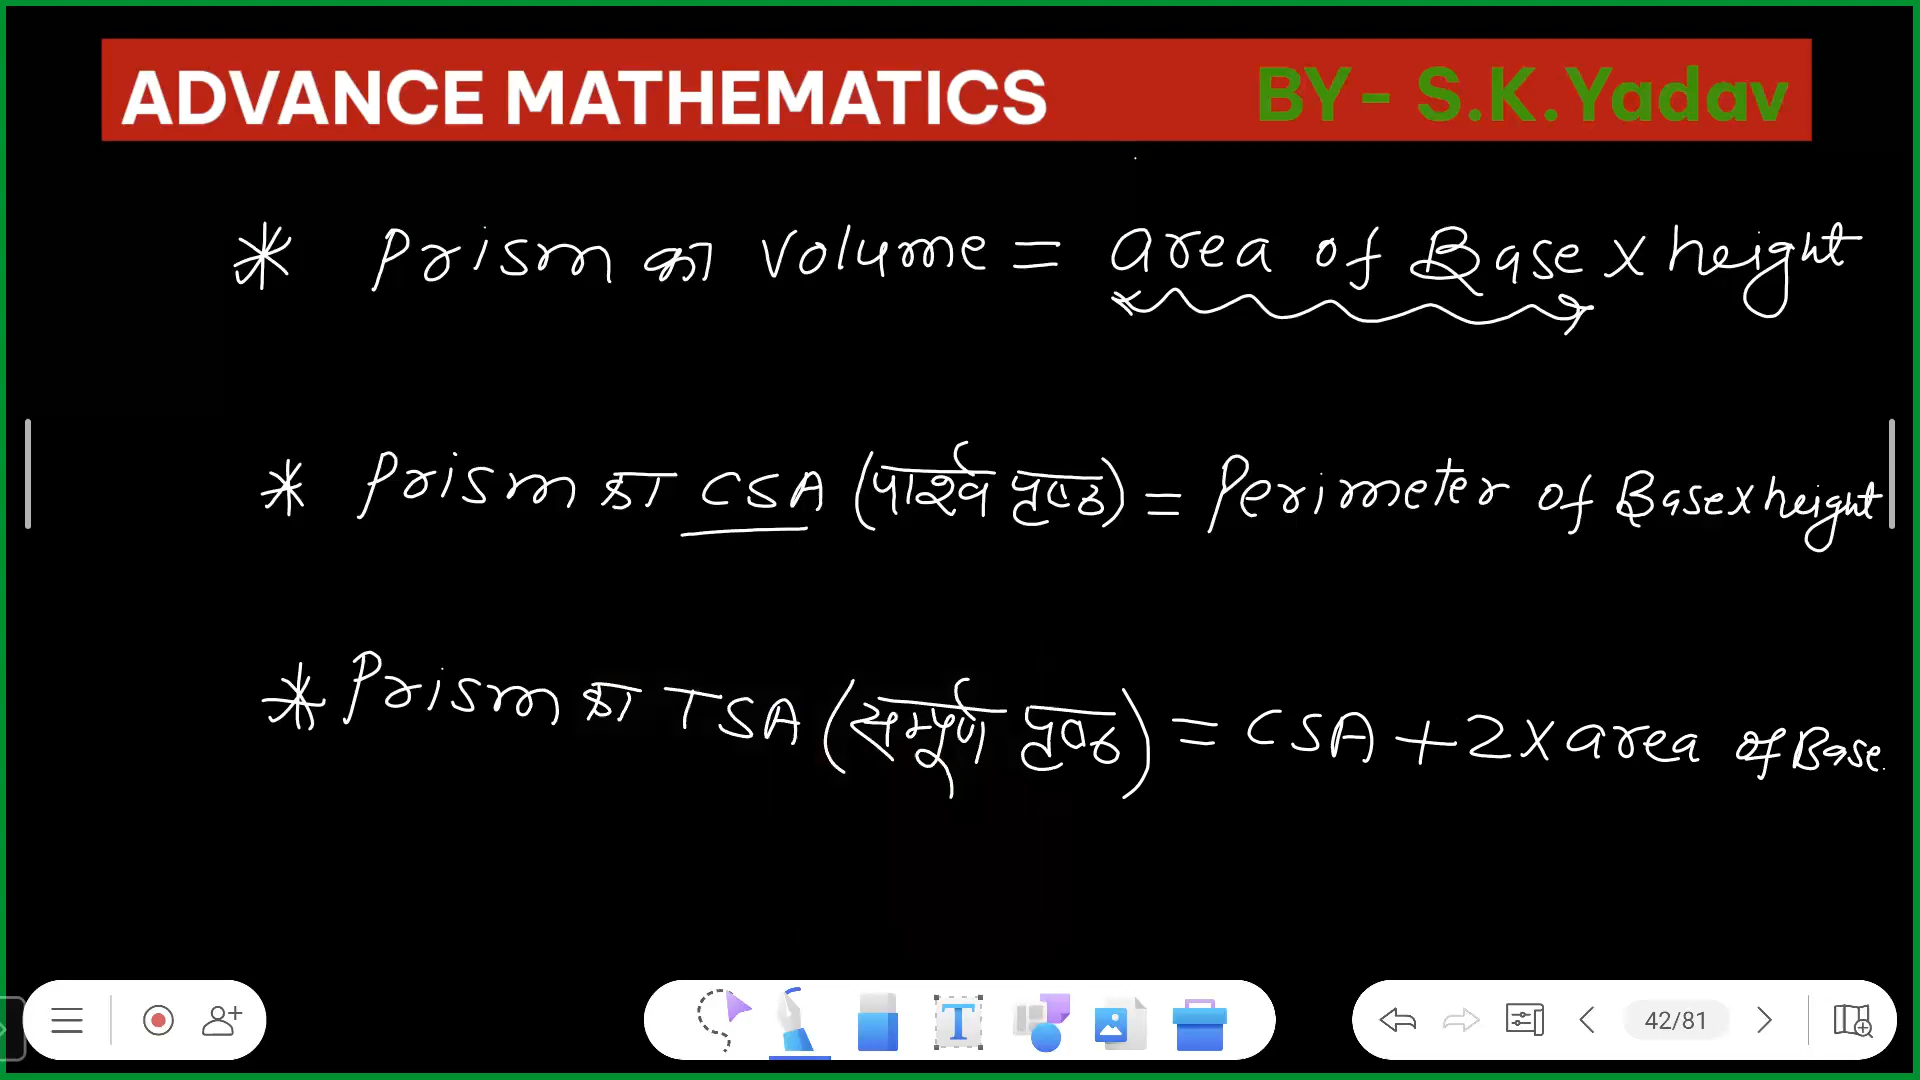 ADVANCE MATHEMATICS BY- S.K.Yadav
* Prism का Volume = area of Base x height
* Prism का CSA (पार्श्व पृष्ठ) = Perimeter of Base x height
* Prism का TSA (सम्पूर्ण पृष्ठ) = CSA + 2 x area of Base.
42/81